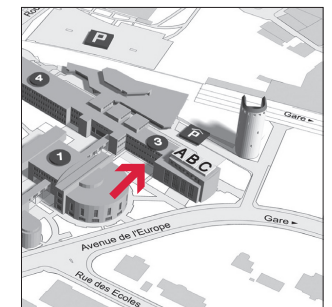 P
4
Gare ►
3
P
A B C
1
Gare ►
Avenue de l'Europe
Rue des Ecoles